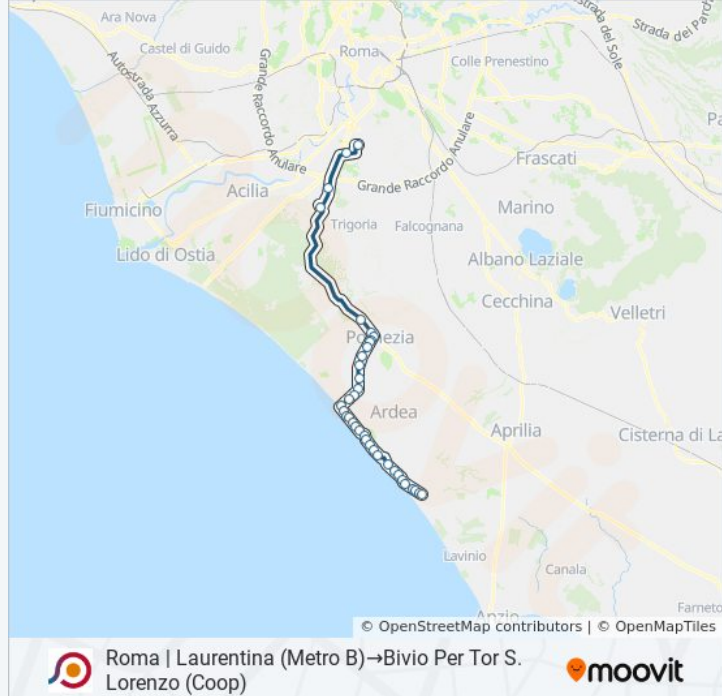 Ara Nova
Strada del Sole
Strada dei Par
Castel di Guido
Roma
Colle Prenestino
Autostrada Azzurra
Grande Raccordo Anulare
Grande Raccordo Anulare
Frascati
Acilia
Fiumicino
Marino
Trigoria
Falcognana
Lido di Ostia
Albano Laziale
Cecchina
Velletri
Pomezia
Ardea
Aprilia
Cisterna di La
Lavinio
Canala
Anzio
Farneto
© OpenStreetMap contributors | © OpenMapTiles
Roma | Laurentina (Metro B)→Bivio Per Tor S.
Lorenzo (Coop)
moovit